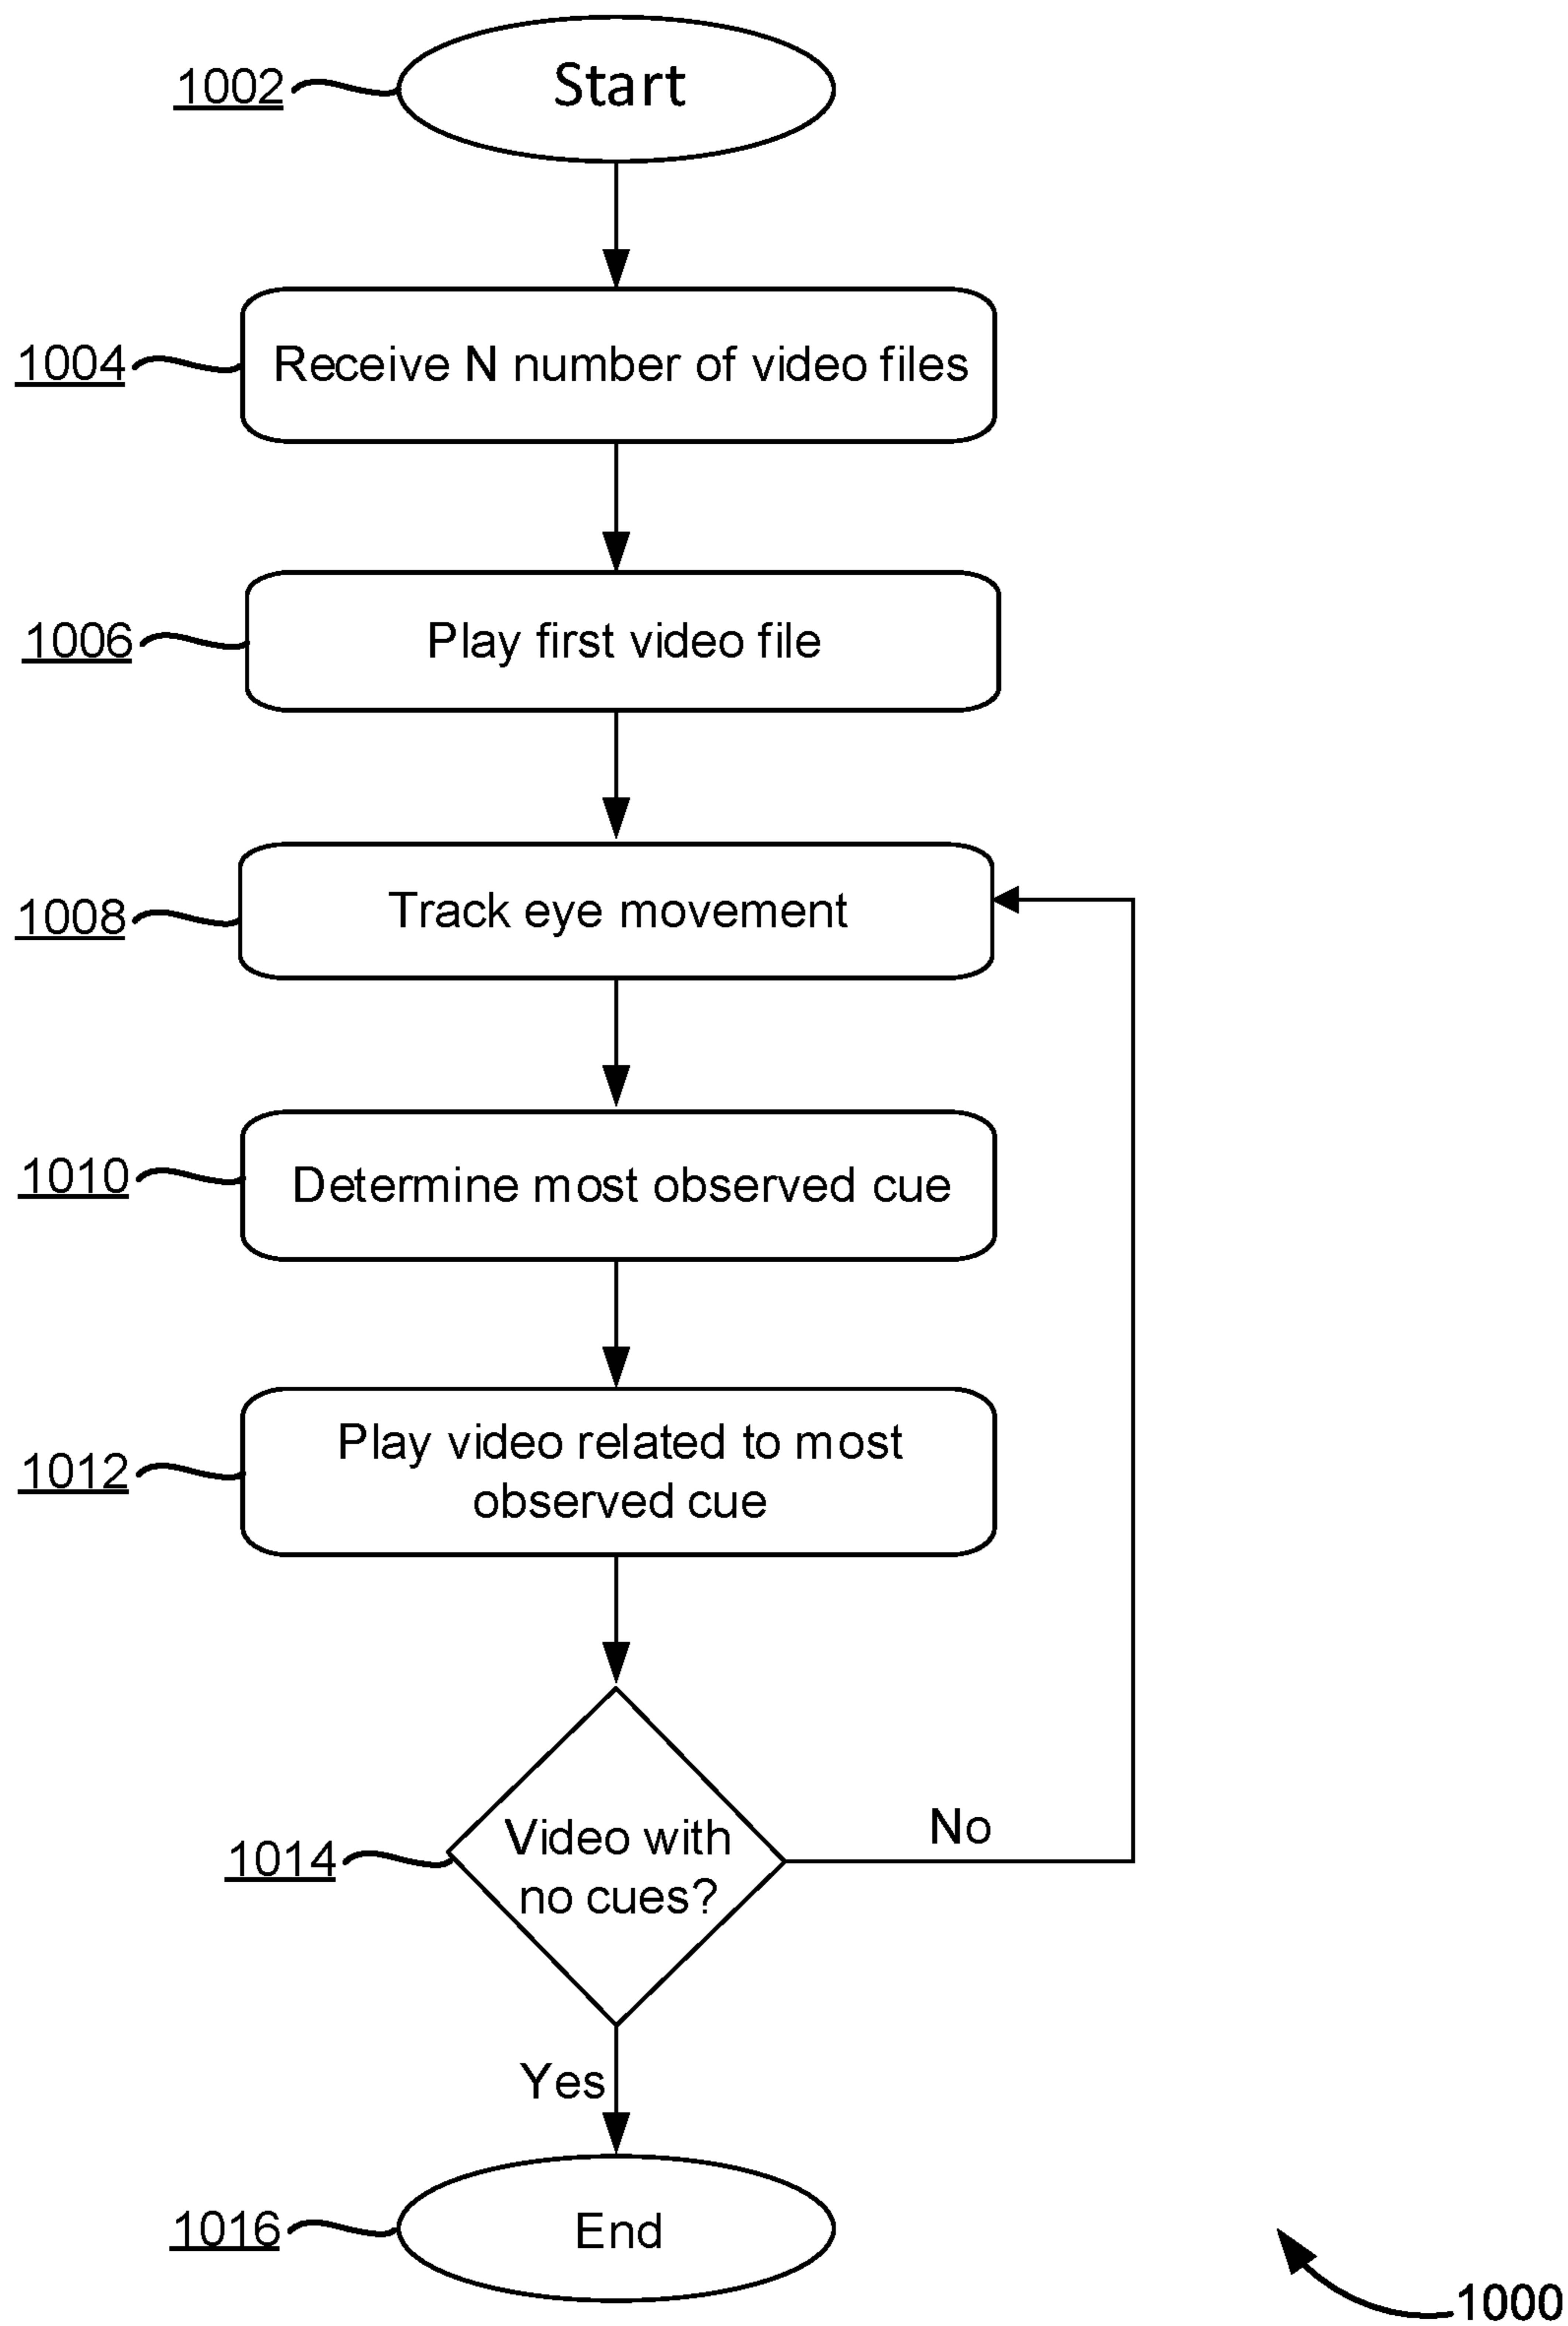 1002
Start
1004
Receive N number of video files
1006
Play first video file
1008
Track eye movement
1010
Determine most observed cue
1012
Play video related to most
observed cue
1014
Video with
no cues?
No
Yes
1016
End
1000